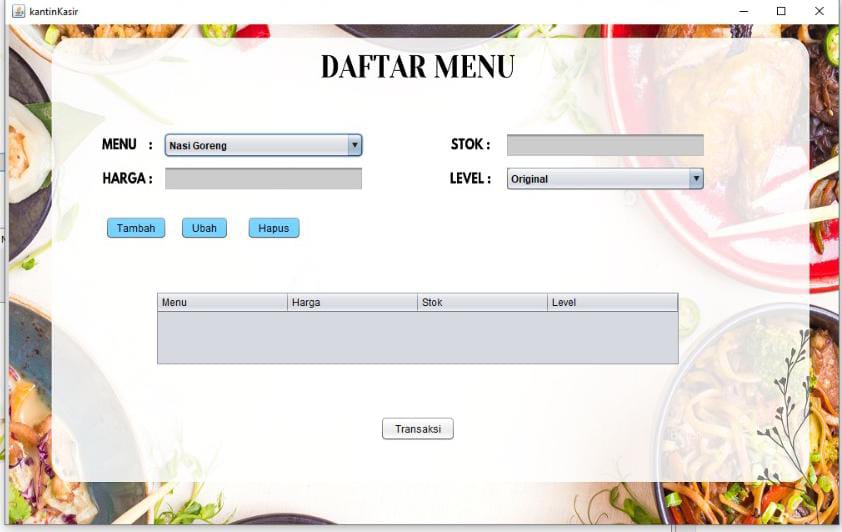 kantinKasir
DAFTAR MENU
MENU : Nasi Goreng
STOK :
HARGA :
LEVEL : Original
Tambah Ubah Hapus
Menu Harga Stok Level
Transaksi